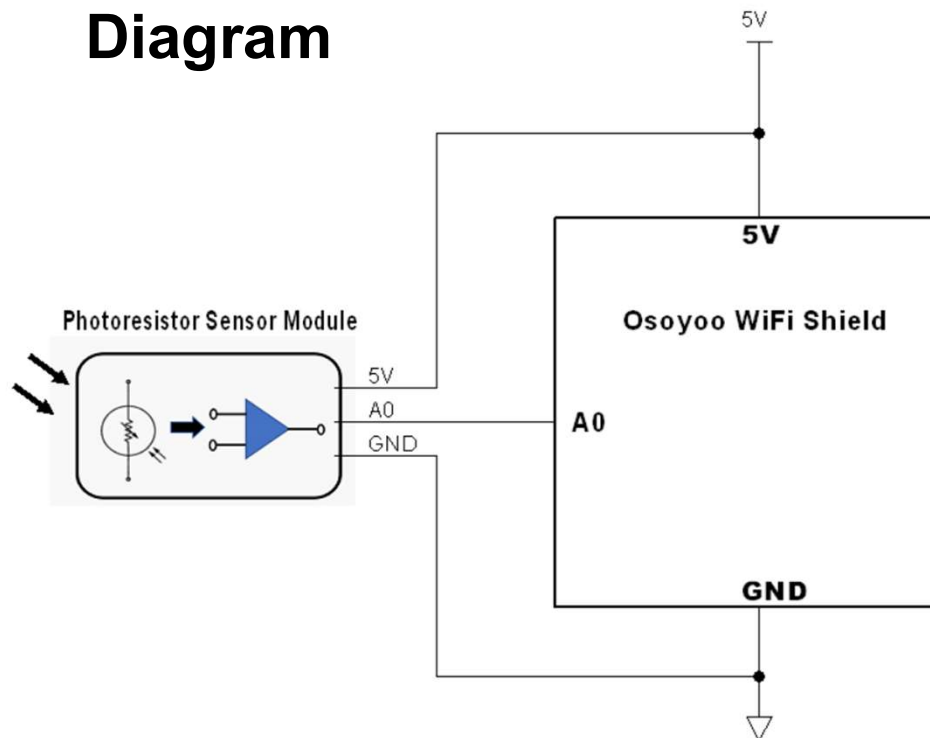 Diagram
5V
5V
Osoyoo WiFi Shield
Photoresistor Sensor Module
5V
A0
GND
A0
GND